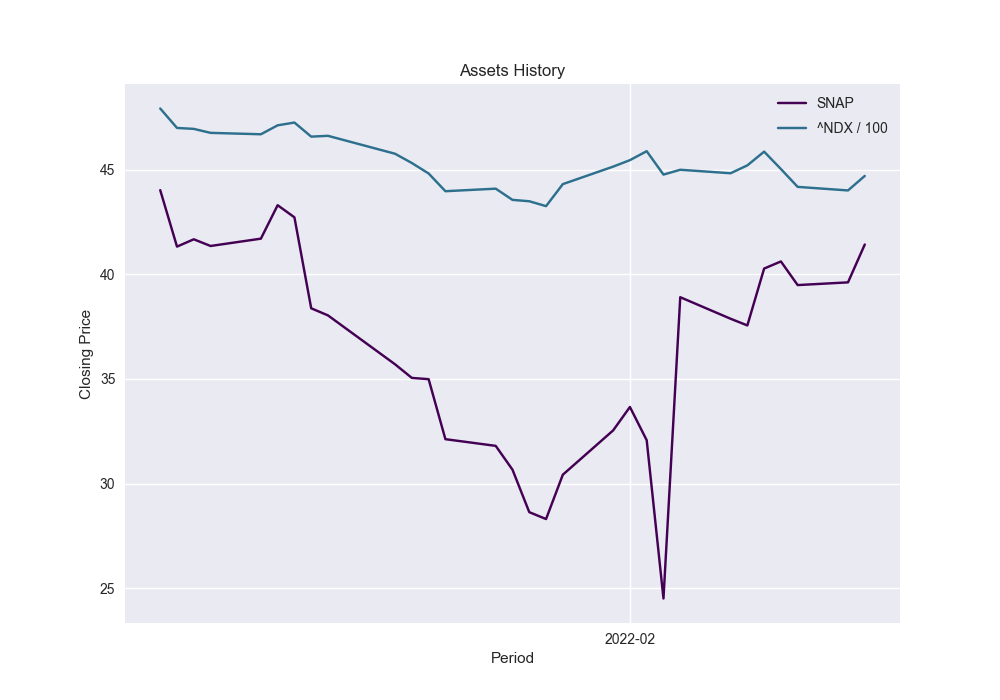 Assets History
SNAP
^NDX / 100
45
40
35
30
25
Closing Price
2022-02
Period